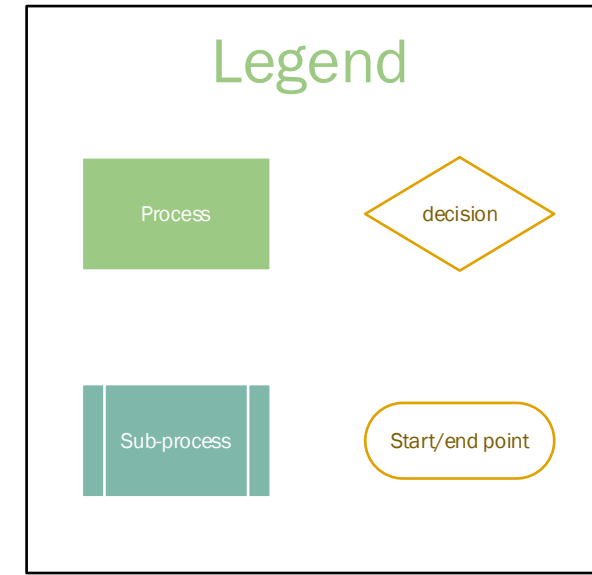 Legend
Process
decision
Sub-process
Start/end point